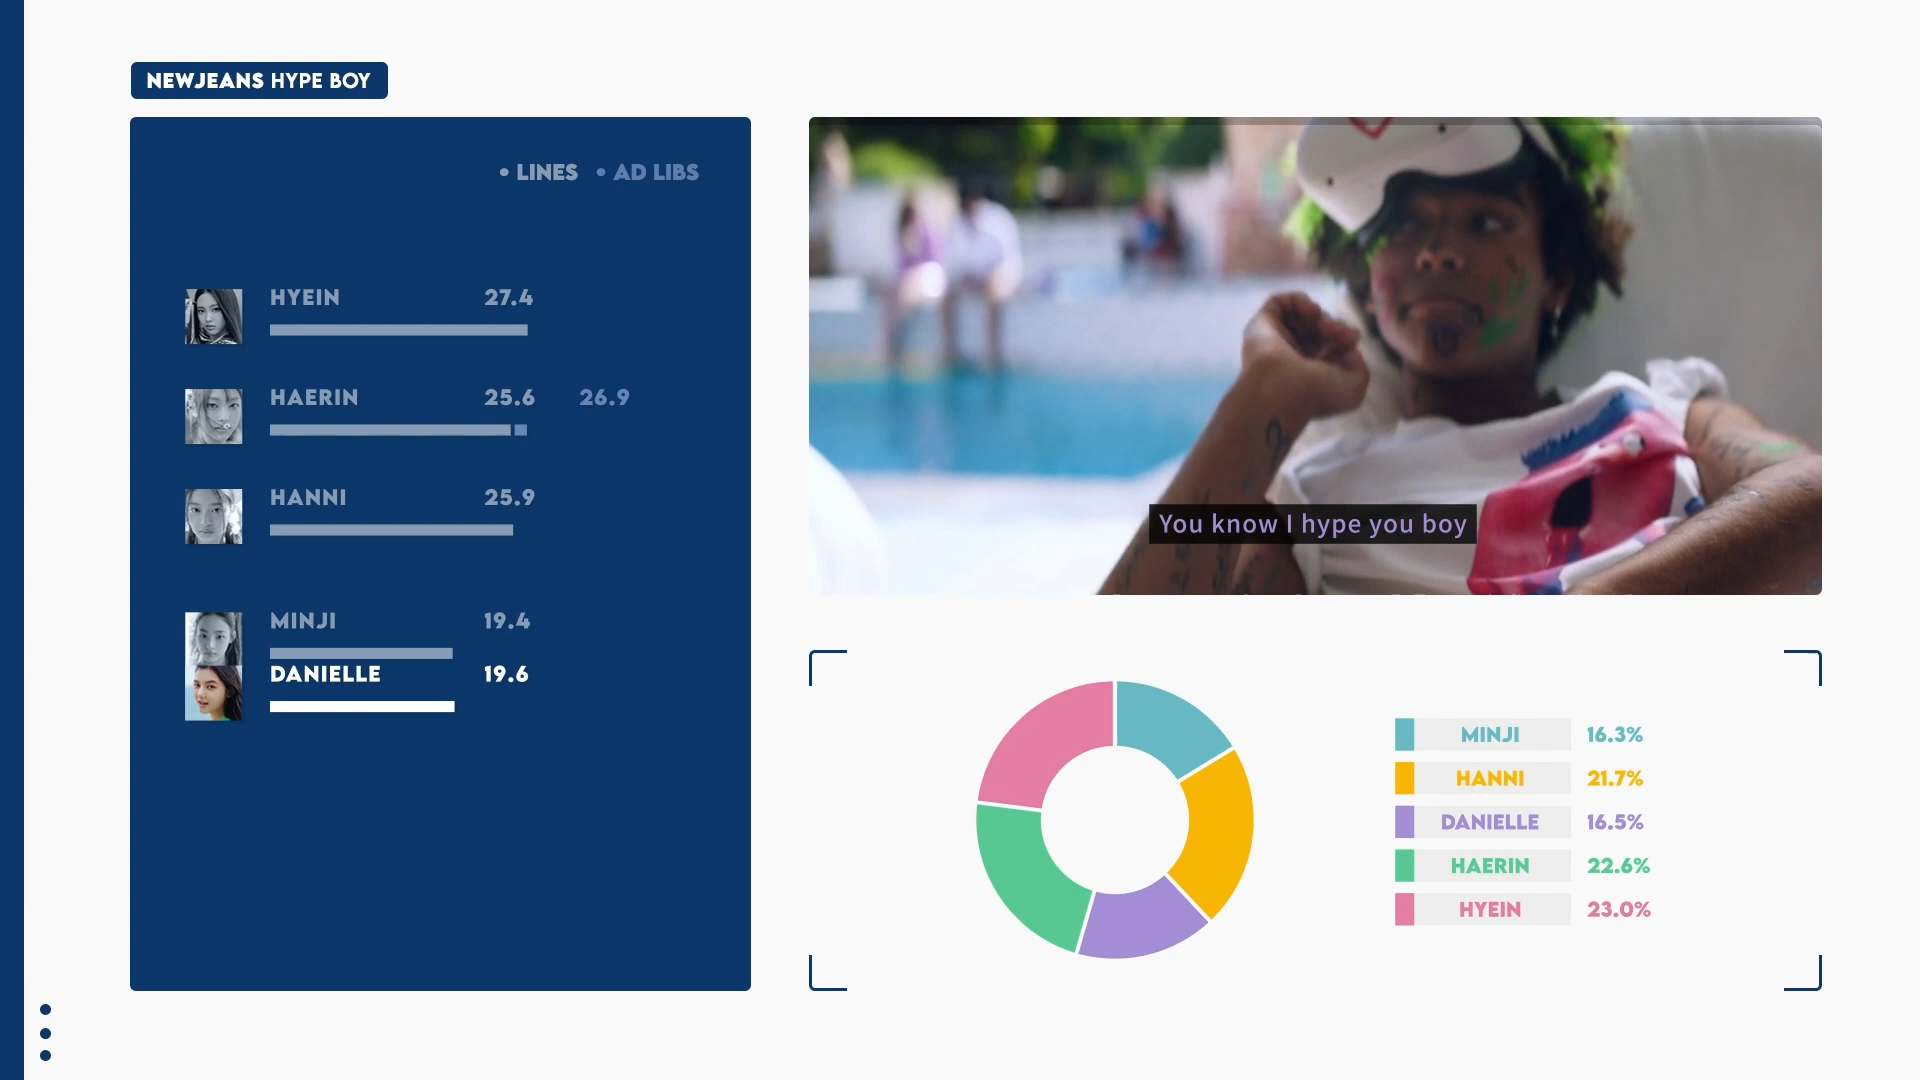 NEWJEANS HYPE BOY
• LINES • AD LIBS
HYEIN 27.4
HAERIN 25.6 26.9
HANNI 25.9
MINJI 19.4
DANIELLE 19.6
You know I hype you boy
MINJI 16.3%
HANNI 21.7%
DANIELLE 16.5%
HAERIN 22.6%
HYEIN 23.0%